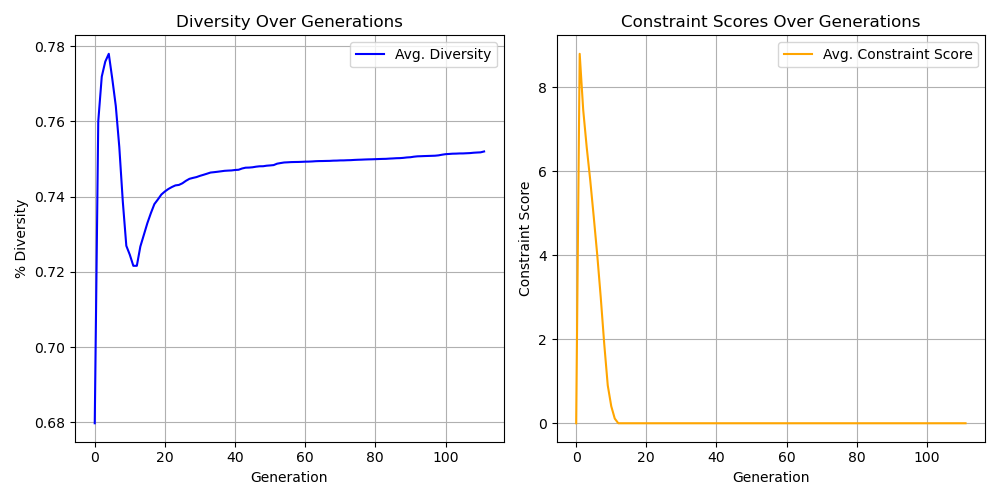 Diversity Over Generations
Avg. Diversity
% Diversity
0.78
0.76
0.74
0.72
0.70
0.68
0
20
40
60
80
100
Generation
Constraint Scores Over Generations
Avg. Constraint Score
Constraint Score
8
6
4
2
0
0
20
40
60
80
100
Generation